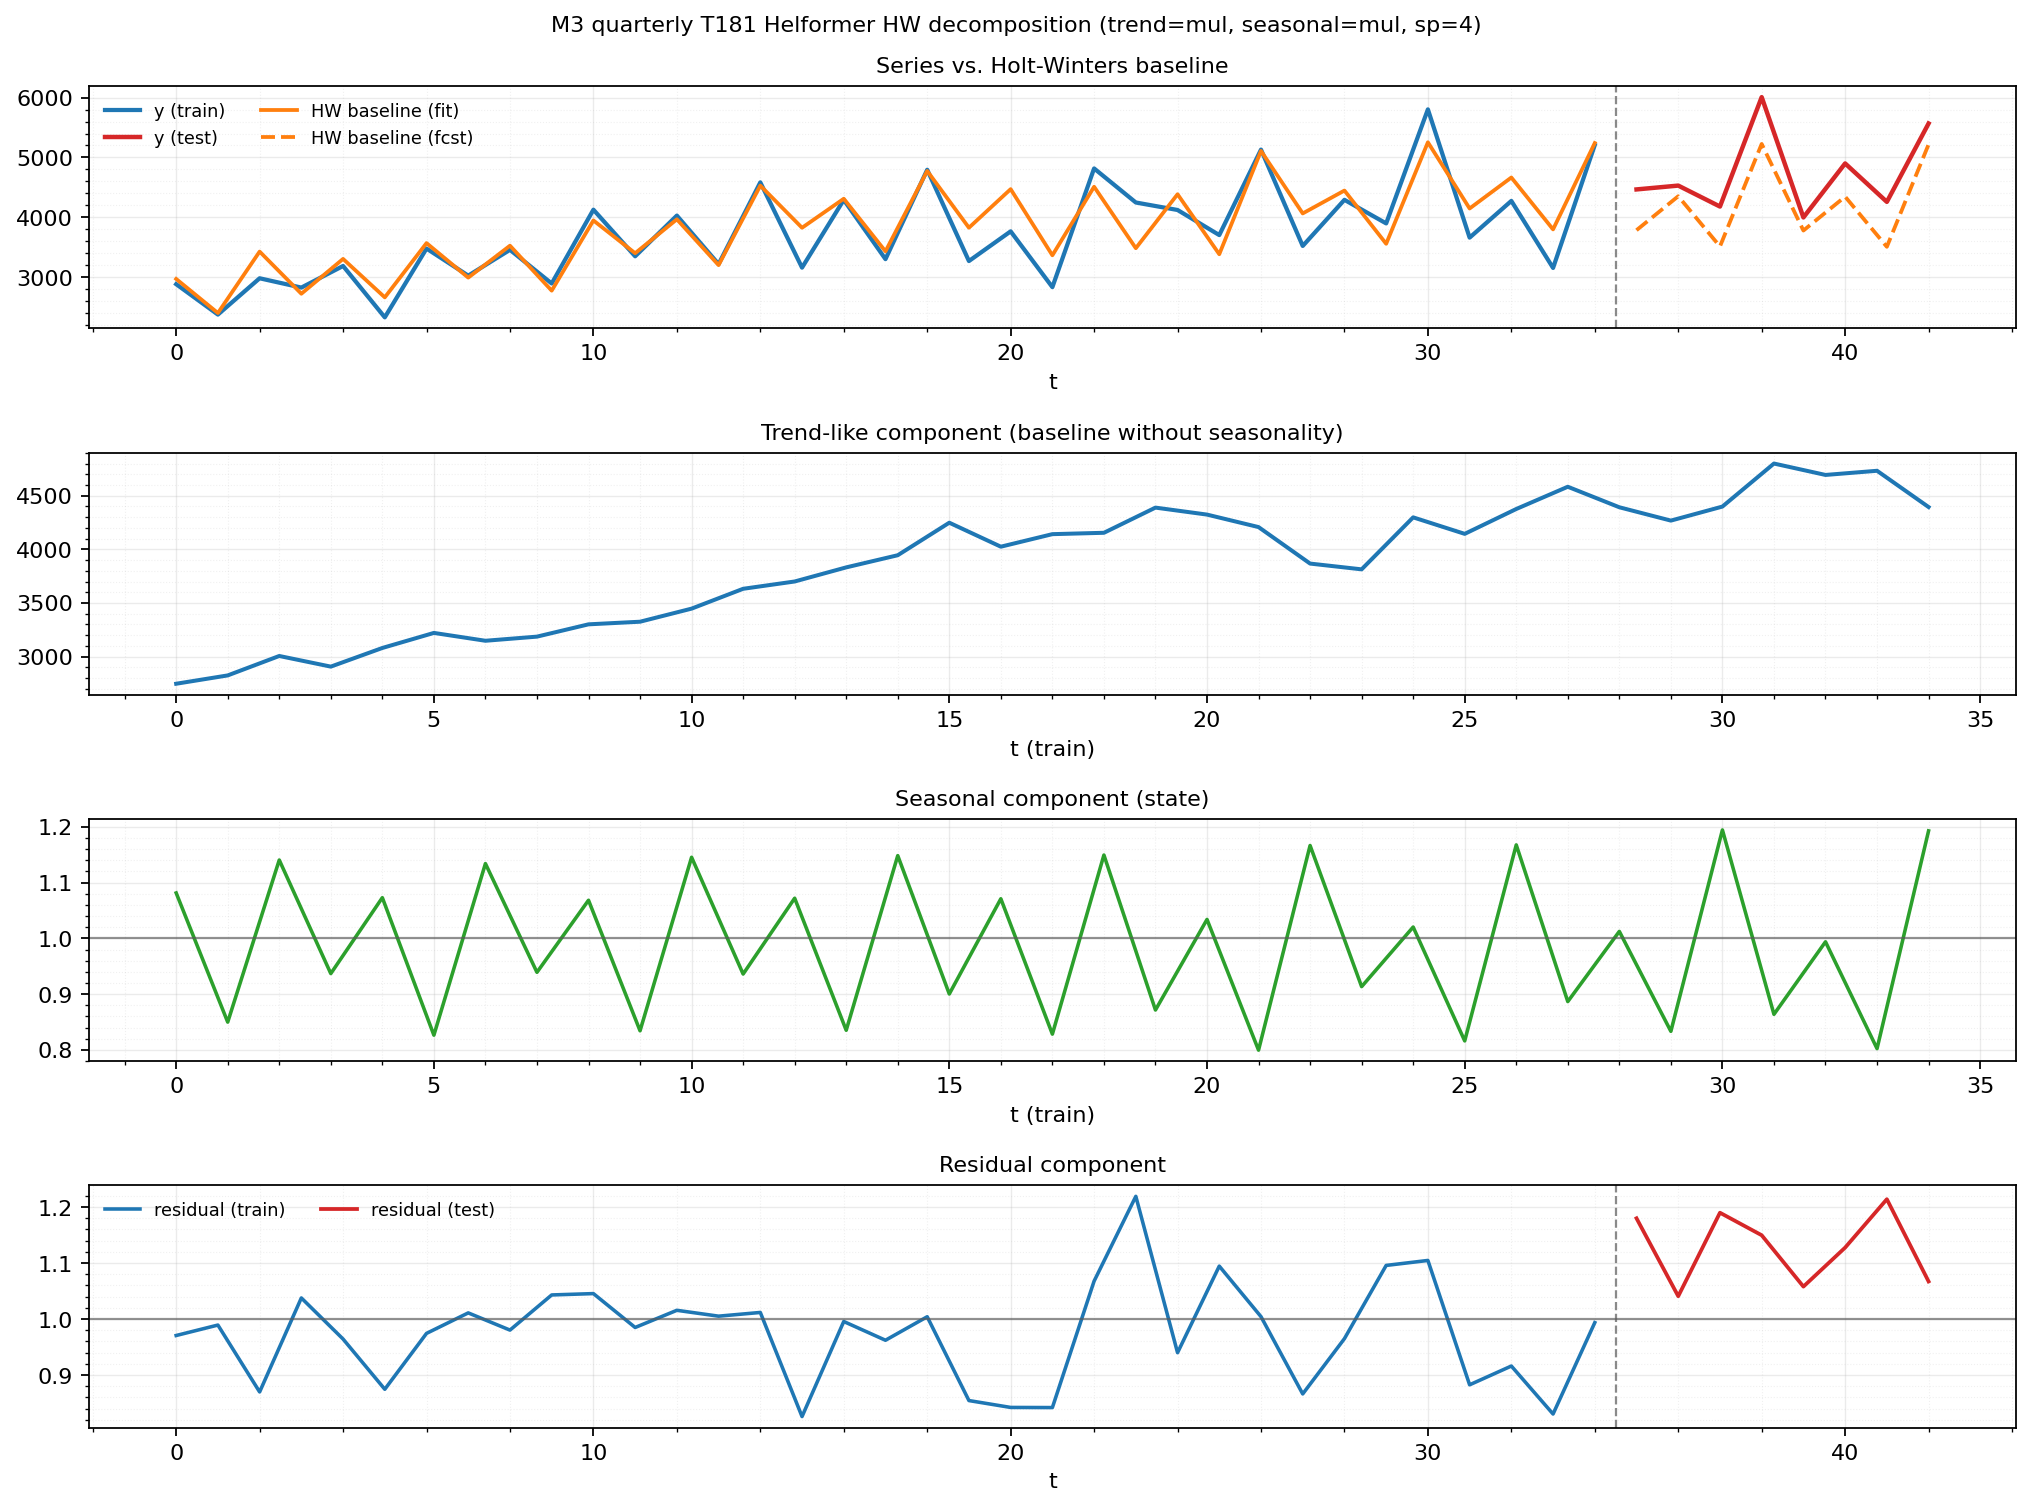 M3 quarterly T181 Helformer HW decomposition (trend=mul, seasonal=mul, sp=4)
Series vs. Holt-Winters baseline
y (train)
y (test)
HW baseline (fit)
HW baseline (fcst)
6000
5000
4000
3000
0 10 20 30 40
t
Trend-like component (baseline without seasonality)
4500
4000
3500
3000
0 5 10 15 20 25 30 35
t (train)
Seasonal component (state)
1.2
1.1
1.0
0.9
0.8
0 5 10 15 20 25 30 35
t (train)
Residual component
residual (train) residual (test)
1.2
1.1
1.0
0.9
0 10 20 30 40
t